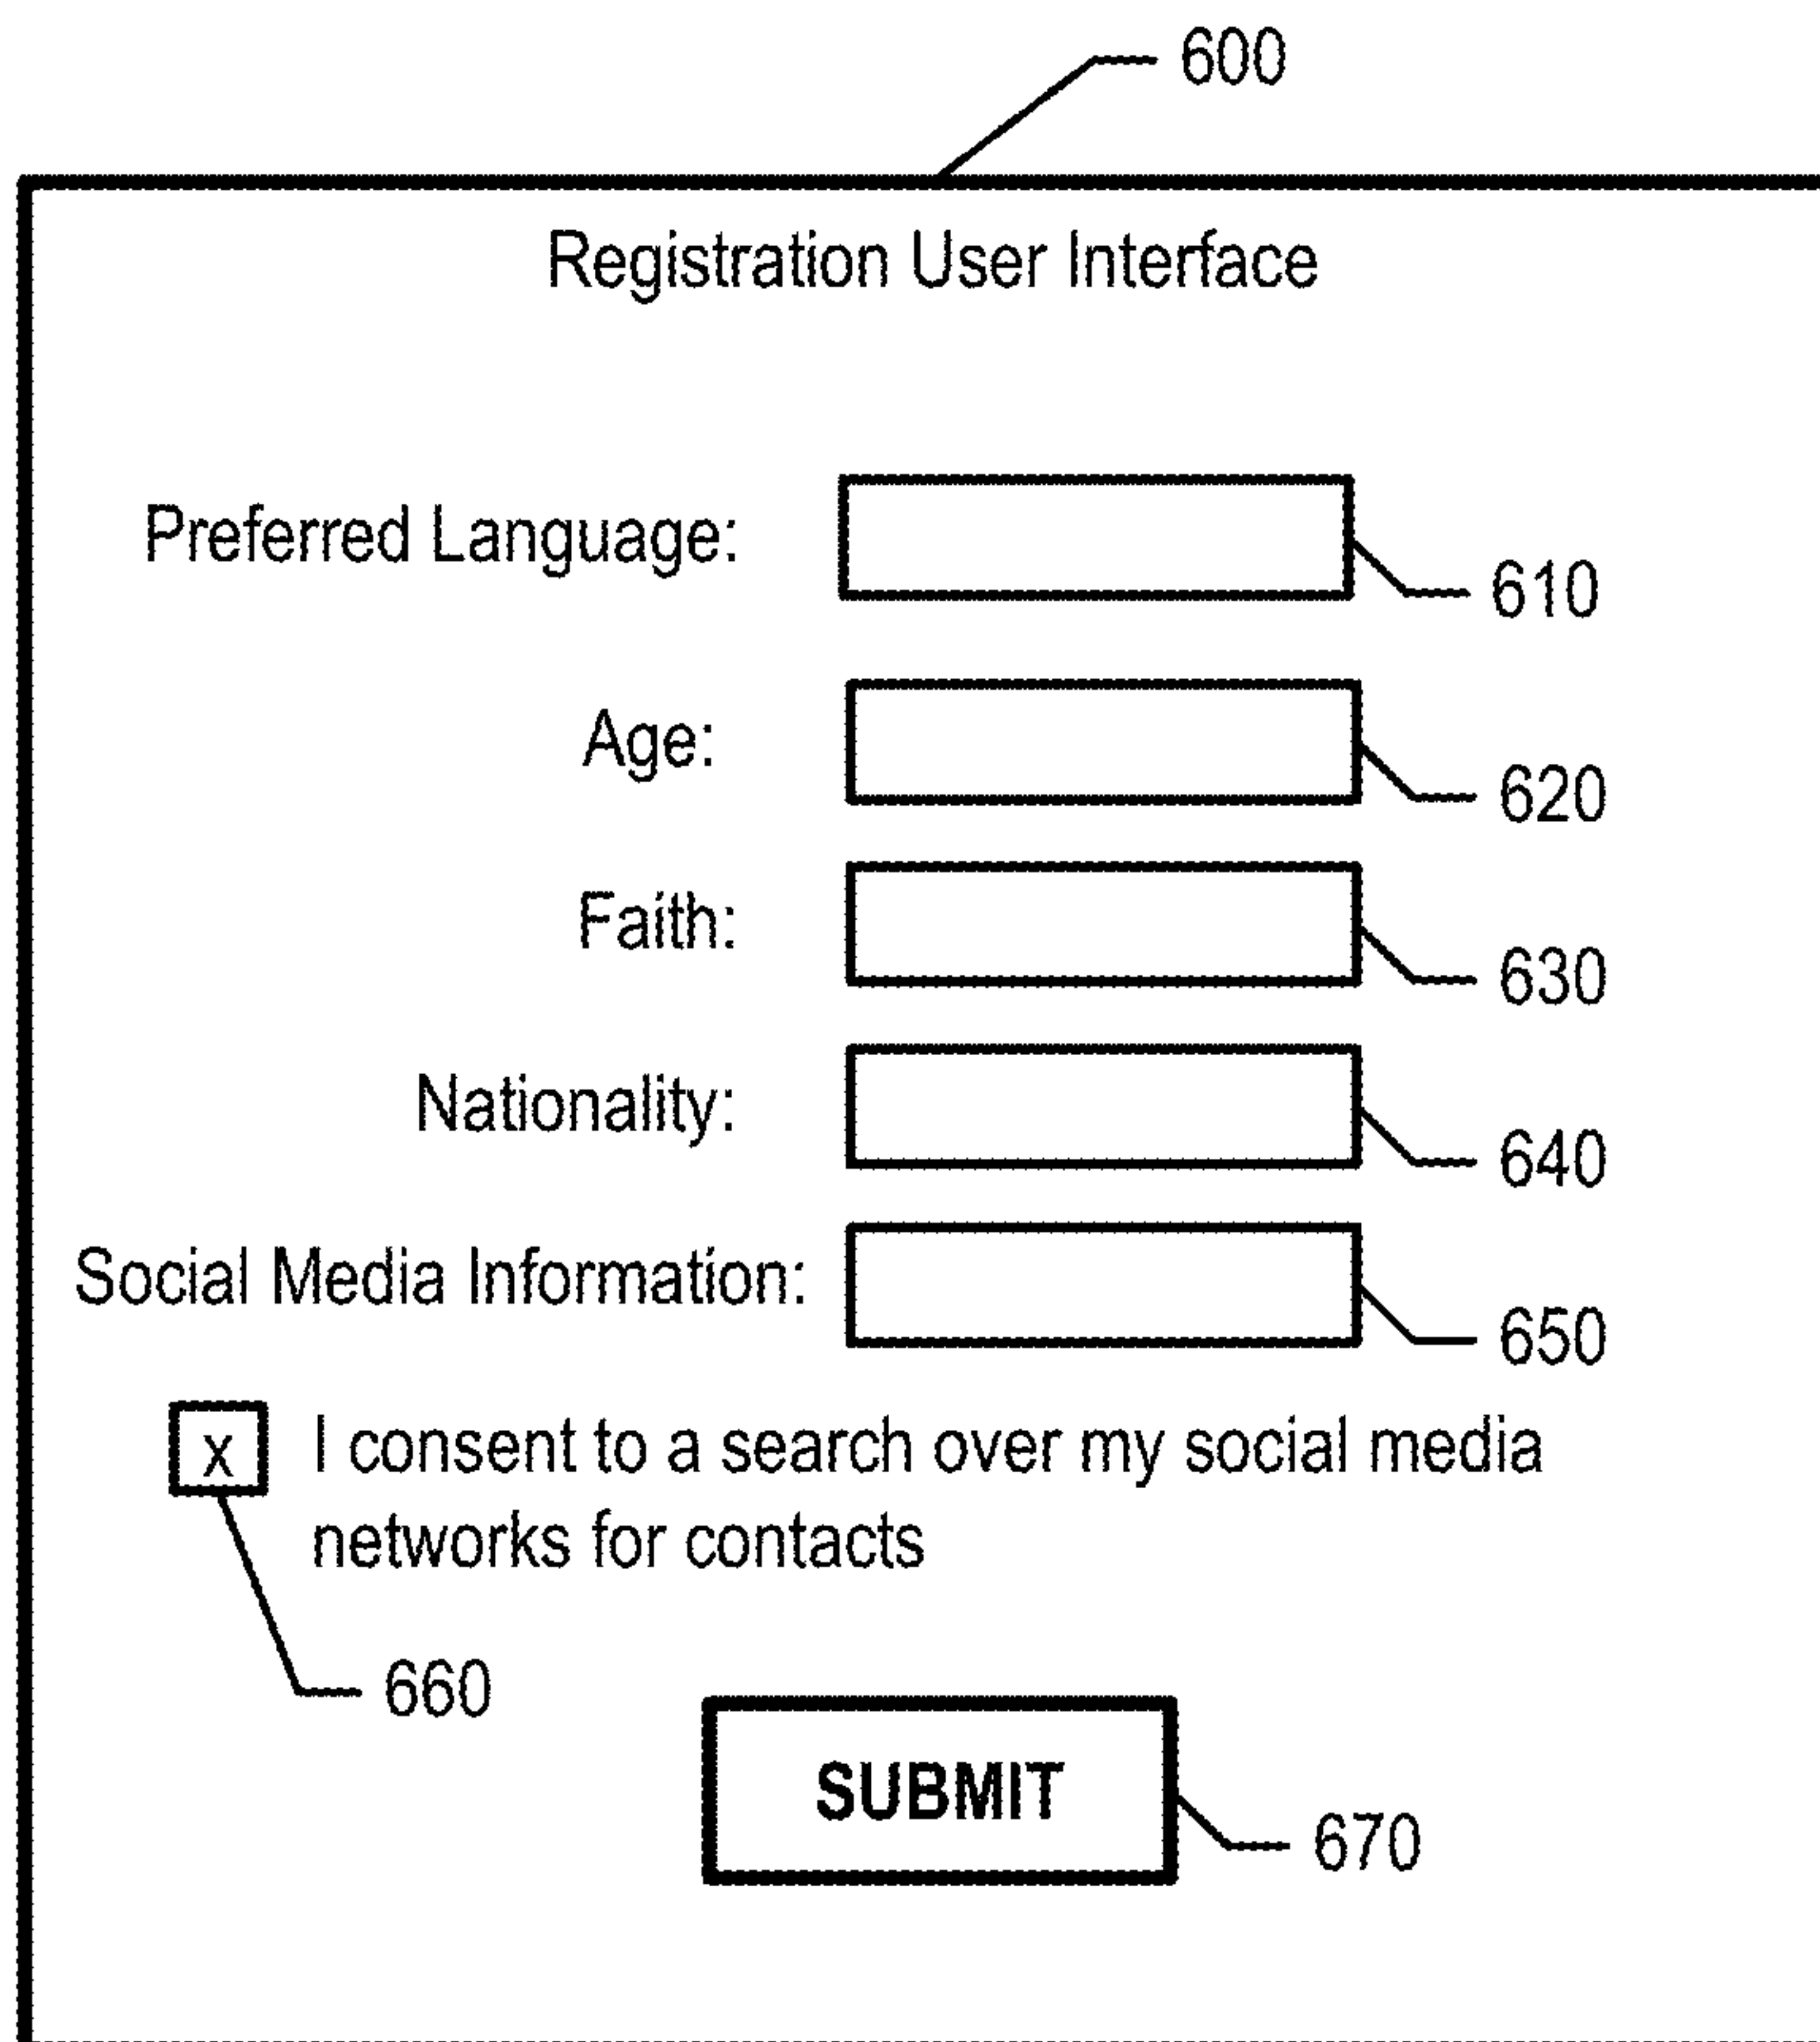 600
Registration User Interface
Preferred Language:
610
Age:
620
Faith:
630
Nationality:
640
Social Media Information:
650
x I consent to a search over my social media
networks for contacts
660
SUBMIT
670